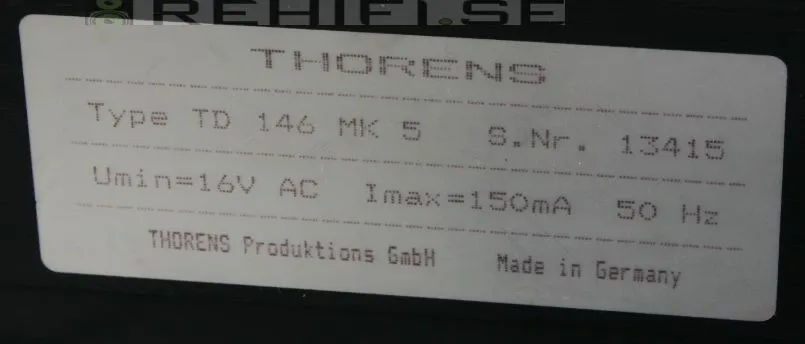 REHIFI.SE
THORENS
Type TD 146 MK 5 S.Nr. 13415
Umin=16V AC Imax=150mA 50 Hz
THORENS Produktions GmbH Made in Germany